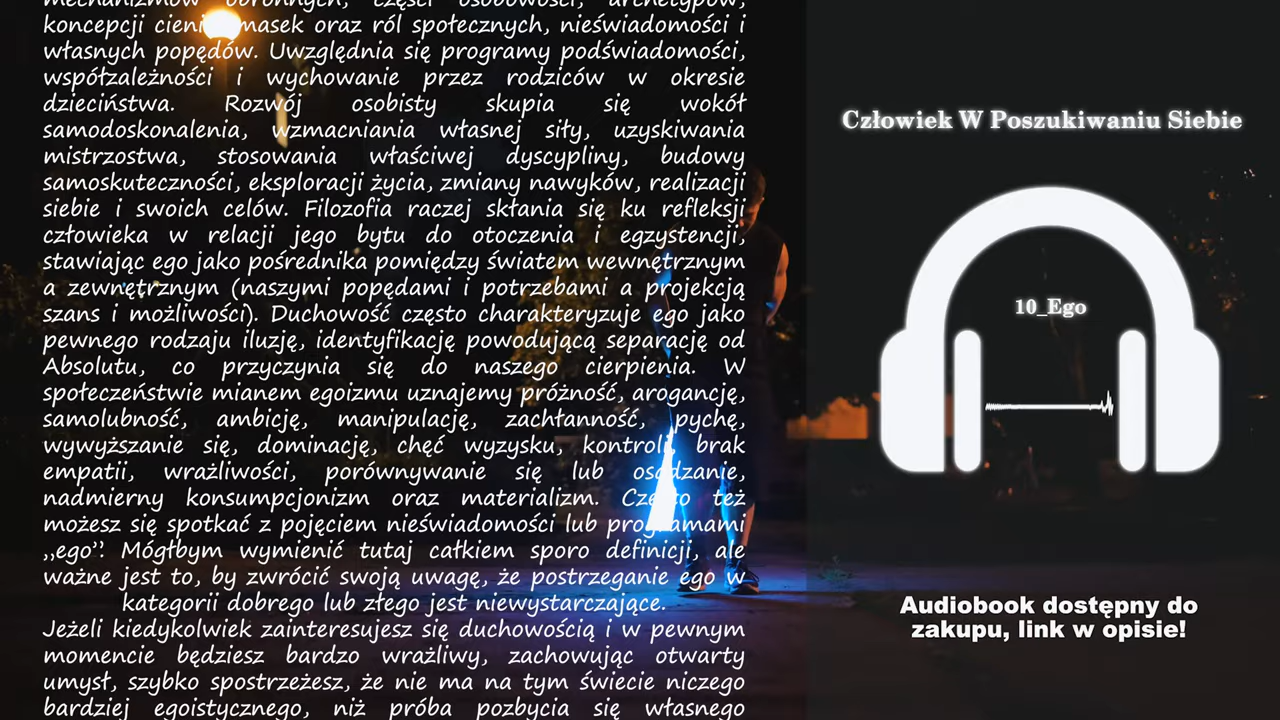 mechanizmów obronnych, części osobowości, archetypów,
koncepcji cieni, masek oraz ról społecznych, nieświadomości i
własnych popędów. Uwzględnia się programy podświadomości,
współzależności i wychowanie przez rodziców w okresie
dzieciństwa. Rozwój osobisty skupia się wokół
samodoskonalenia, wzmacniania własnej siły, uzyskiwania
mistrzostwa, stosowania właściwej dyscypliny, budowy
samoskuteczności, eksploracji życia, zmiany nawyków, realizacji
siebie i swoich celów. Filozofia raczej skłania się ku refleksji
człowieka w relacji jego bytu do otoczenia i egzystencji,
stawiając ego jako pośrednika pomiędzy światem wewnętrznym
a zewnętrznym (naszymi popędami i potrzebami a projekcją
szans i możliwości). Duchowość często charakteryzuje ego jako
pewnego rodzaju iluzję, identyfikację powodującą separację od
Absolutu, co przyczynia się do naszego cierpienia. W
społeczeństwie mianem egoizmu uznajemy próżność, arogancję,
samolubność, ambicję, manipulację, zachłanność, pychę,
wywyższanie się, dominację, chęć wyzysku, kontroli, brak
empatii, wrażliwości, porównywanie się lub osądzanie,
nadmierny konsumpcjonizm oraz materializm. Często też
możesz się spotkać z pojęciem nieświadomości lub programami
„ego”. Mógłbym wymienić tutaj całkiem sporo definicji, ale
ważne jest to, by zwrócić swoją uwagę, że postrzeganie ego w
kategorii dobrego lub złego jest niewystarczające.
Jeżeli kiedykolwiek zainteresujesz się duchowością i w pewnym
momencie będziesz bardzo wrażliwy, zachowując otwarty
umysł, szybko spostrzeżesz, że nie ma na tym świecie niczego
bardziej egoistycznego, niż próba pozbycia się własnego
Człowiek W Poszukiwaniu Siebie
10_Ego
Audiobook dostępny do
zakupu, link w opisie!